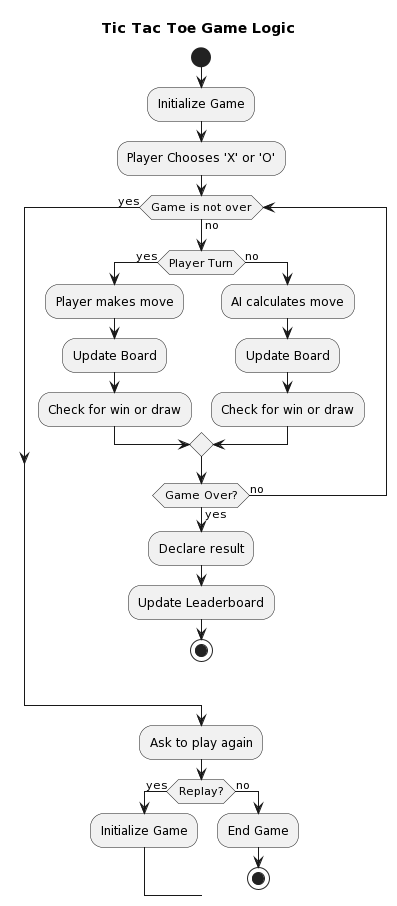 Tic Tac Toe Game Logic
Initialize Game
Player Chooses 'X' or 'O'
yes
Game is not over
no
yes
Player Turn
no
Player makes move
AI calculates move
Update Board
Update Board
Check for win or draw
Check for win or draw
Game Over?
no
yes
Declare result
Update Leaderboard
Ask to play again
yes
Replay?
no
Initialize Game
End Game